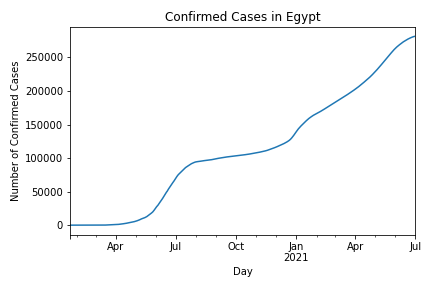 Confirmed Cases in Egypt
Number of Confirmed Cases
250000
200000
150000
100000
50000
0
Apr
Jul
Oct
Jan
2021
Apr
Jul
Day